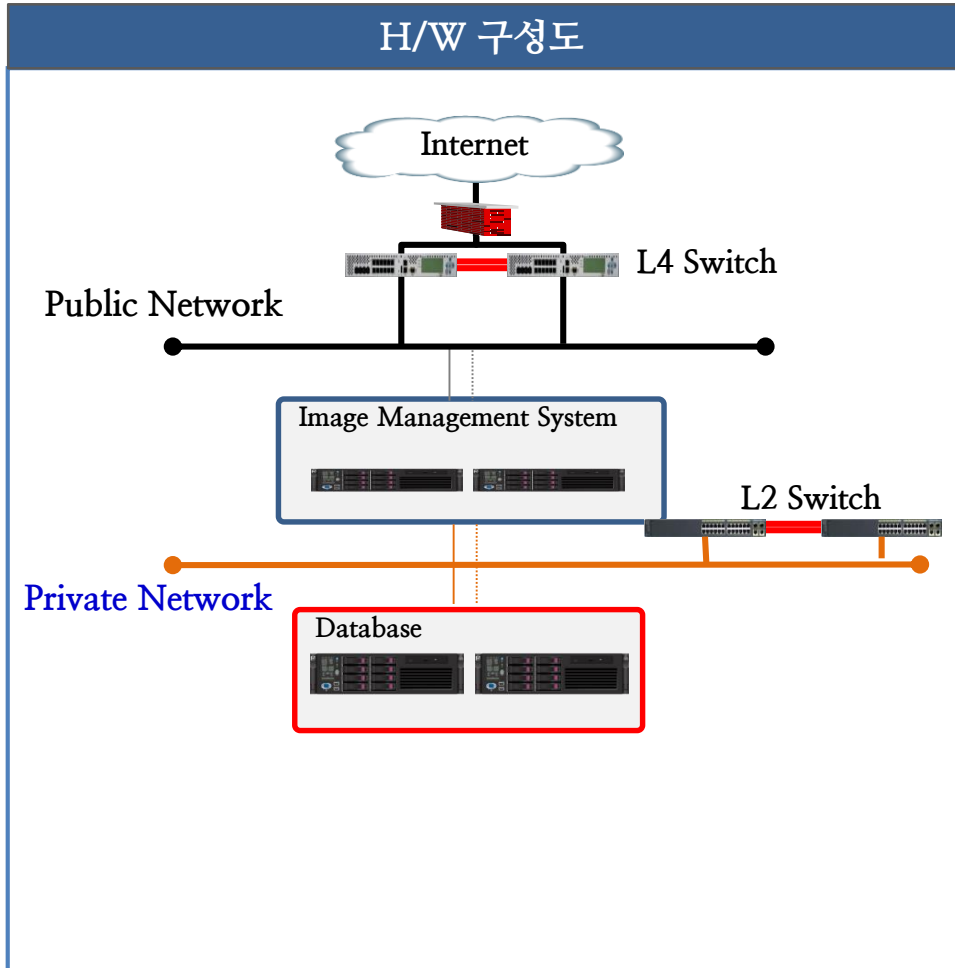 H/W 구성도
Internet
L4 Switch
Public Network
Image Management System
L2 Switch
Private Network
Database